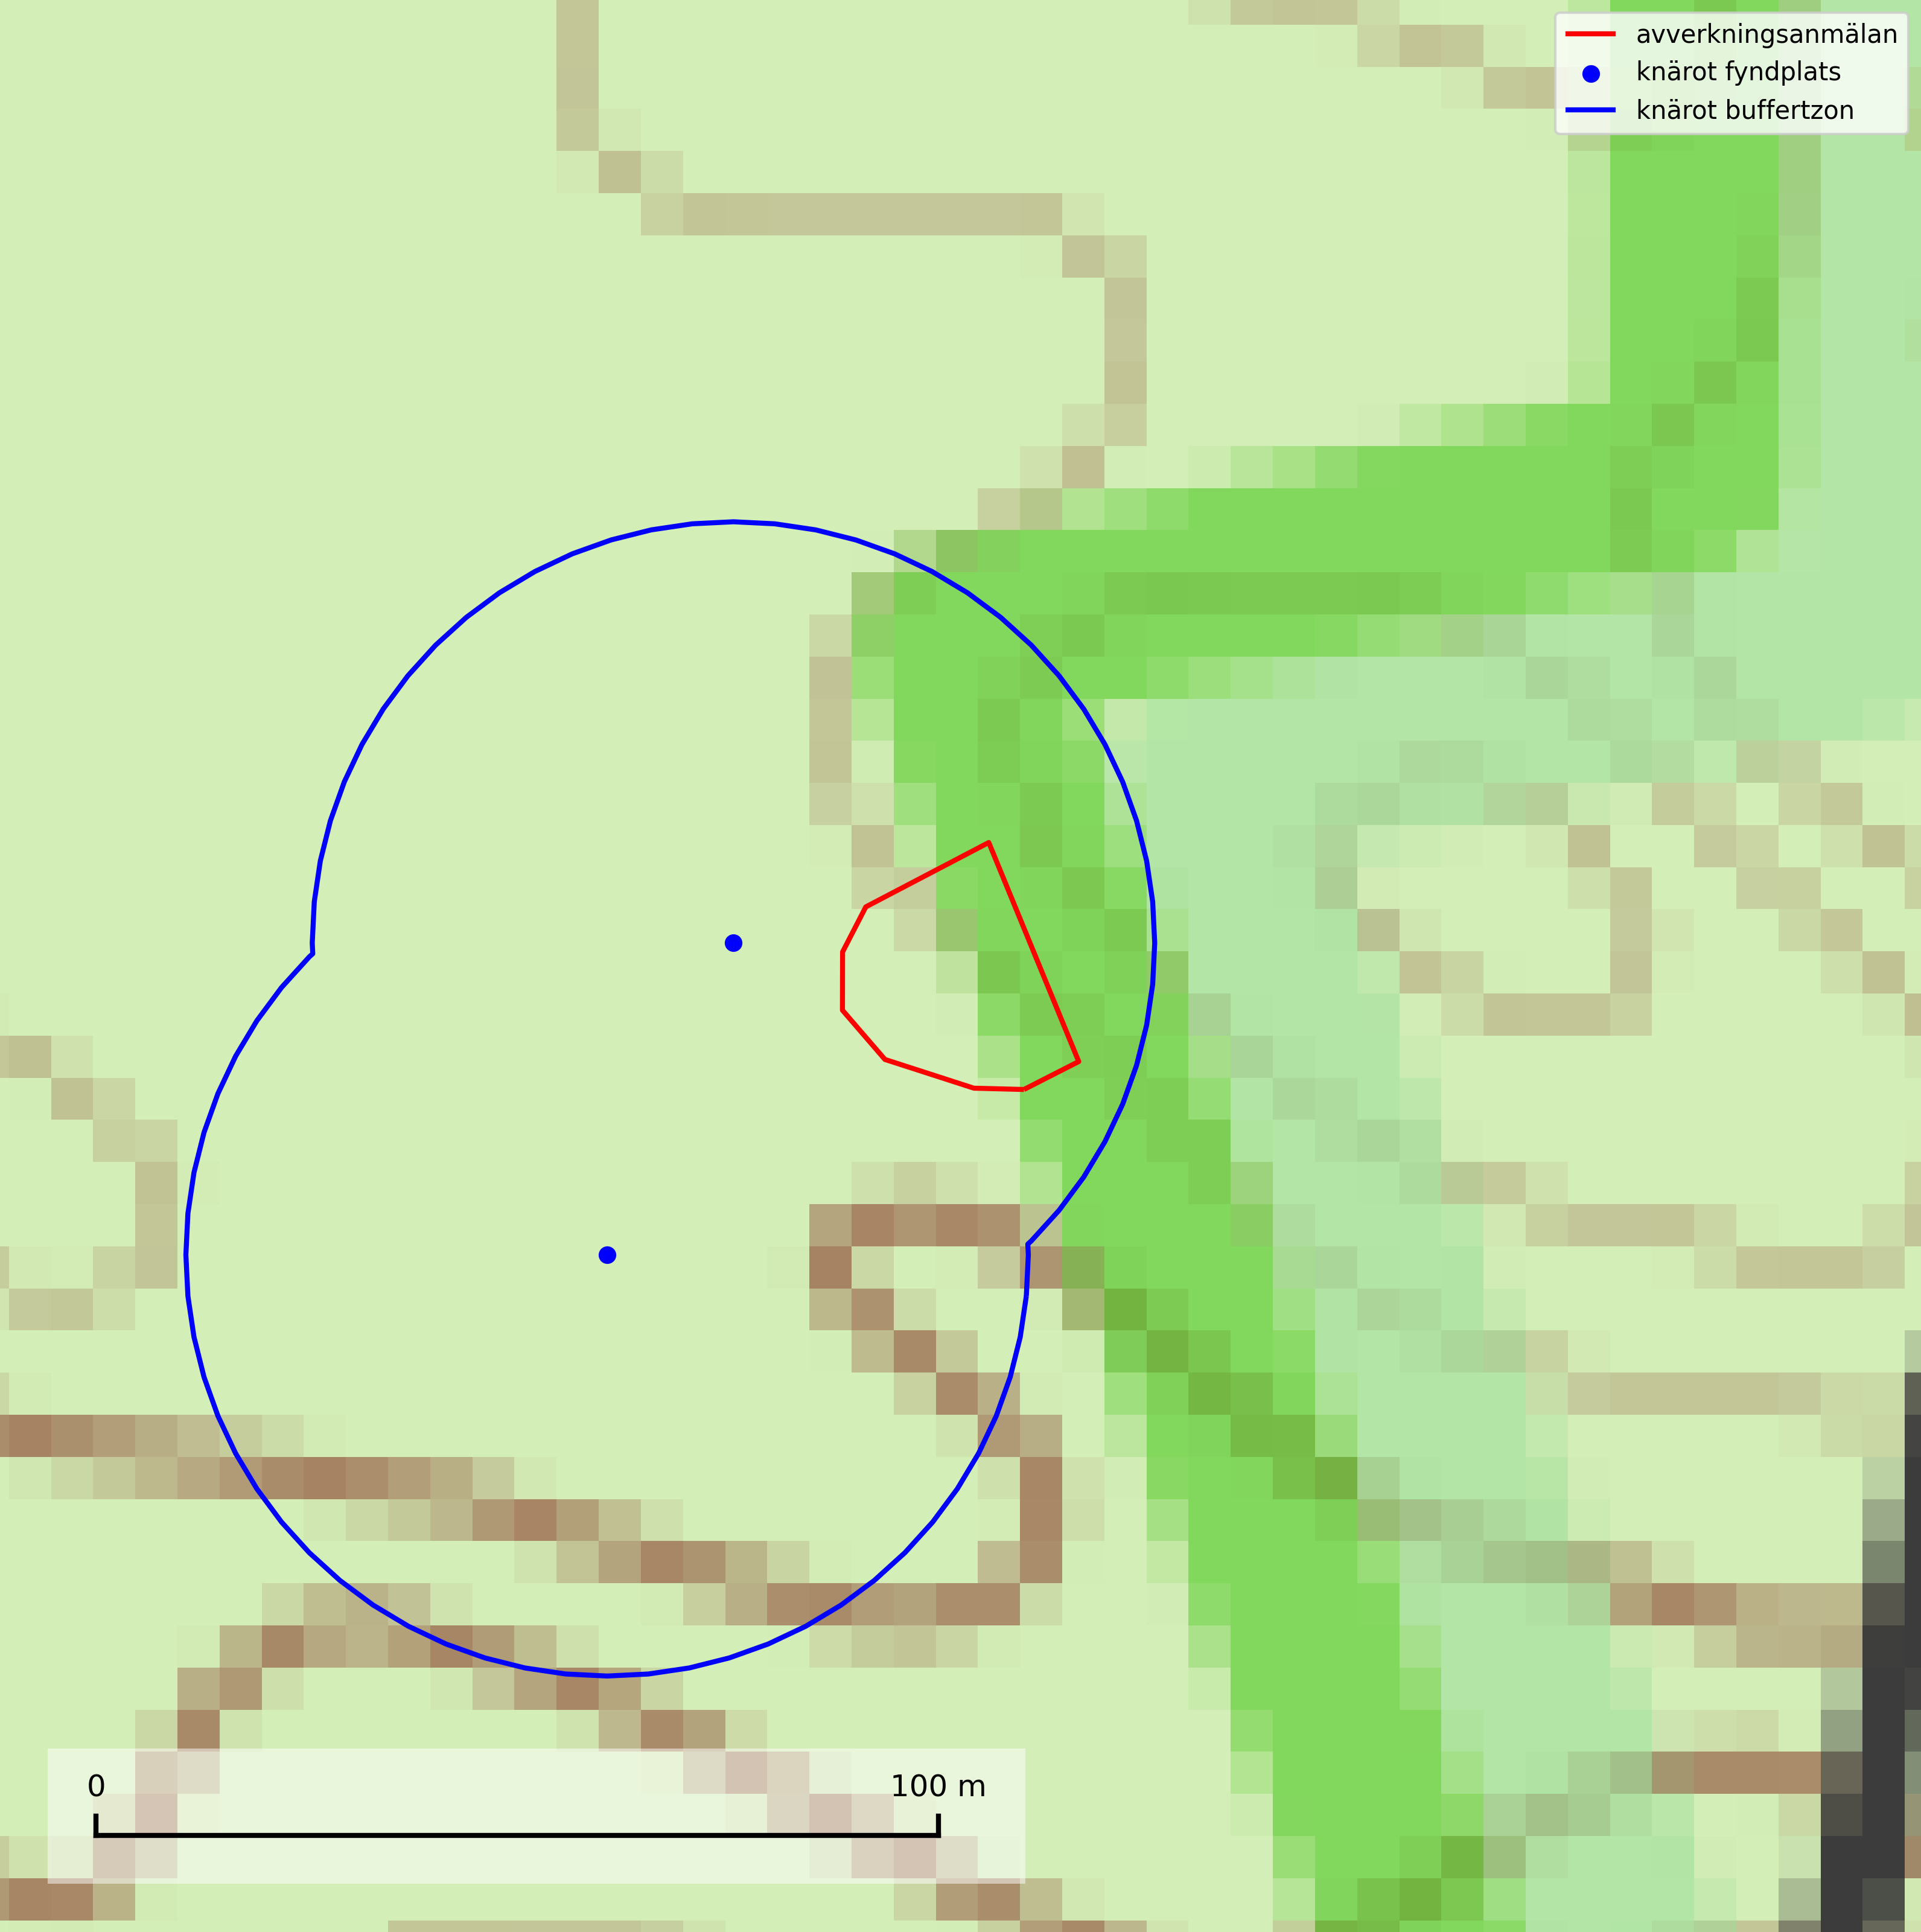 avverkningsanmälan
knärot fyndplats
knärot buffertzon
0 100 m